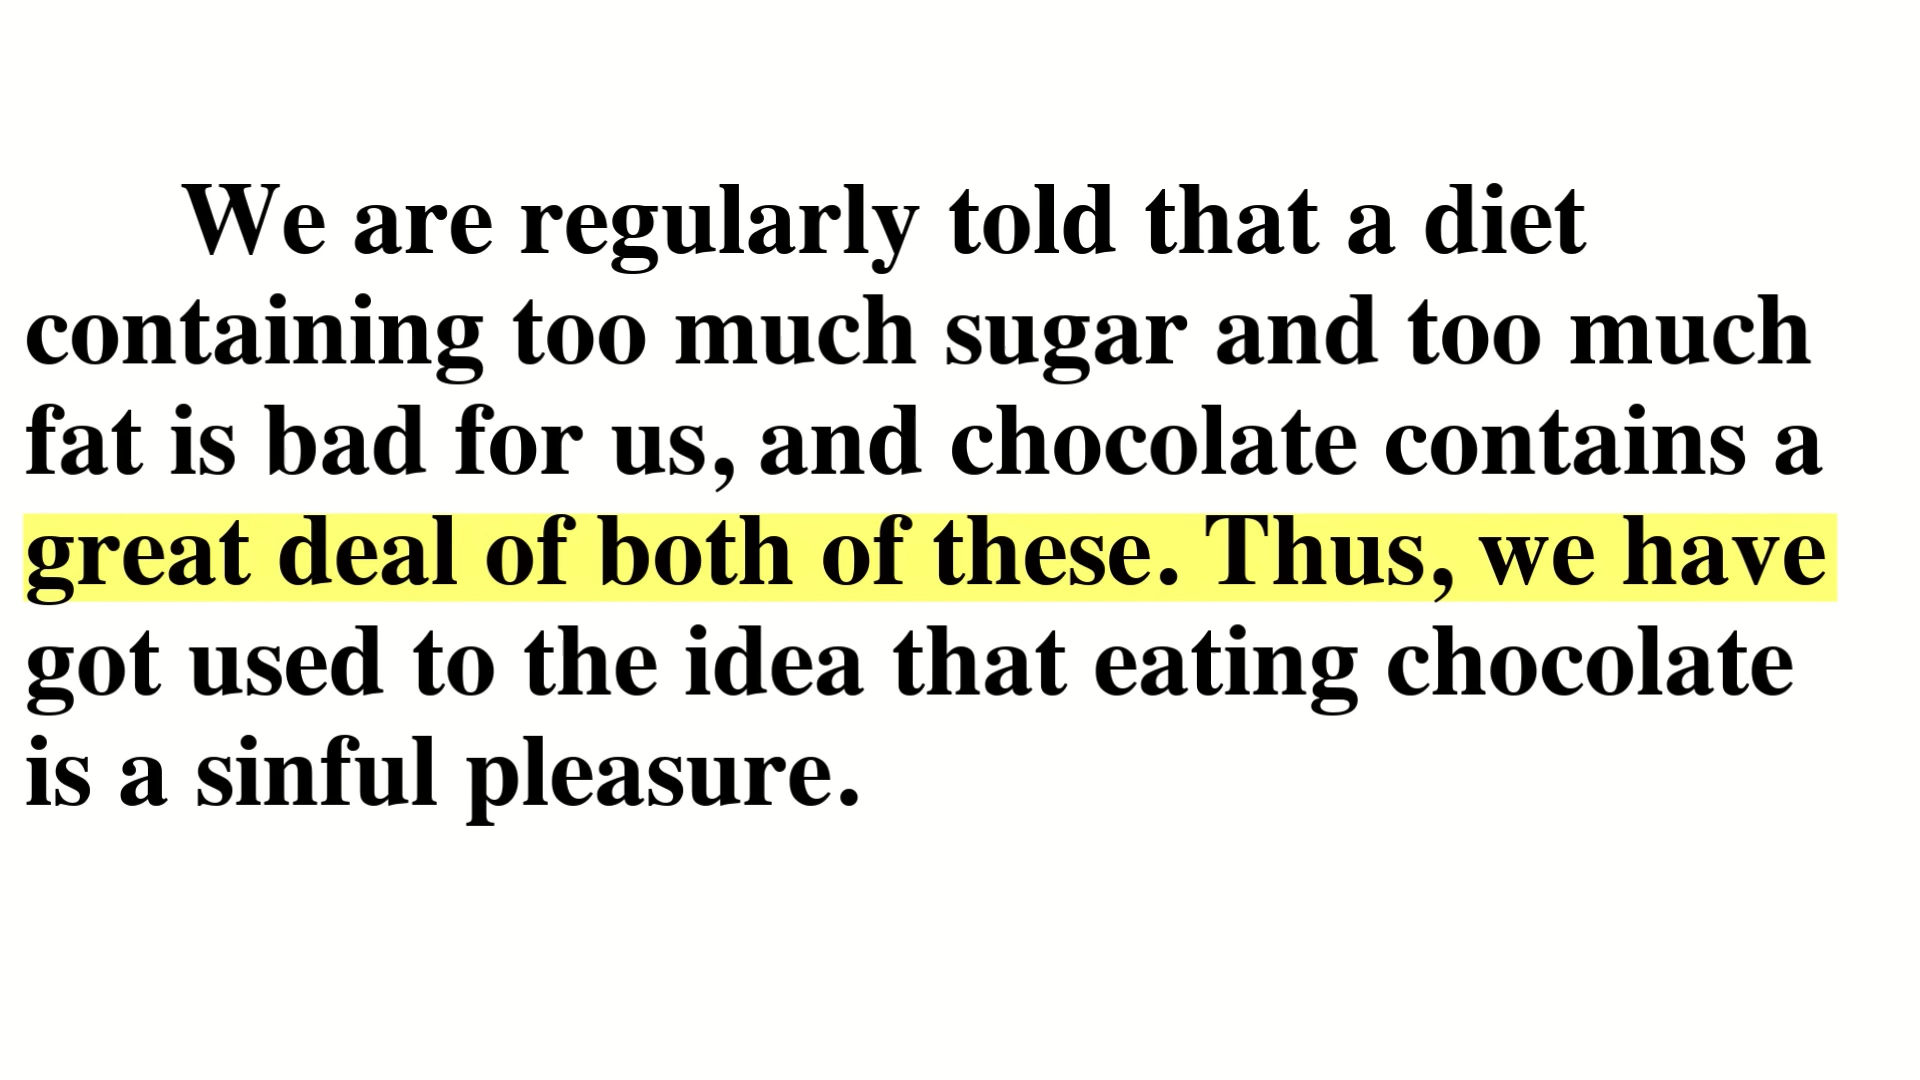 We are regularly told that a diet
containing too much sugar and too much
fat is bad for us, and chocolate contains a
great deal of both of these. Thus, we have
got used to the idea that eating chocolate
is a sinful pleasure.